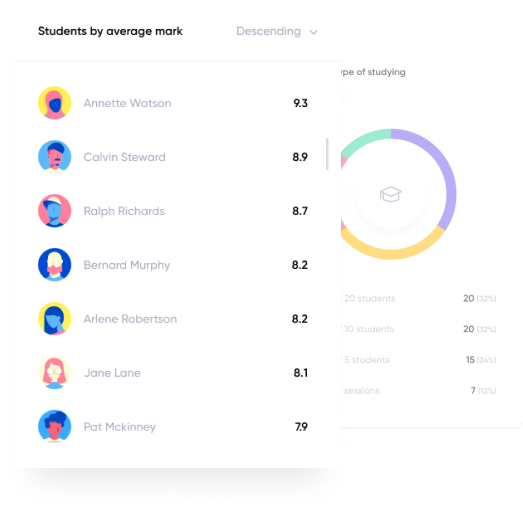 Students by average mark
Descending
Annette Watson 9.3
Calvin Steward 8.9
Ralph Richards 8.7
Bernard Murphy 8.2
Arlene Robertson 8.2
Jane Lane 8.1
Pat Mckinney 7.9
of studying
20 students 20 (32%)
10 students 20 (32%)
5 students 15 (24%)
sessions 7 (12%)